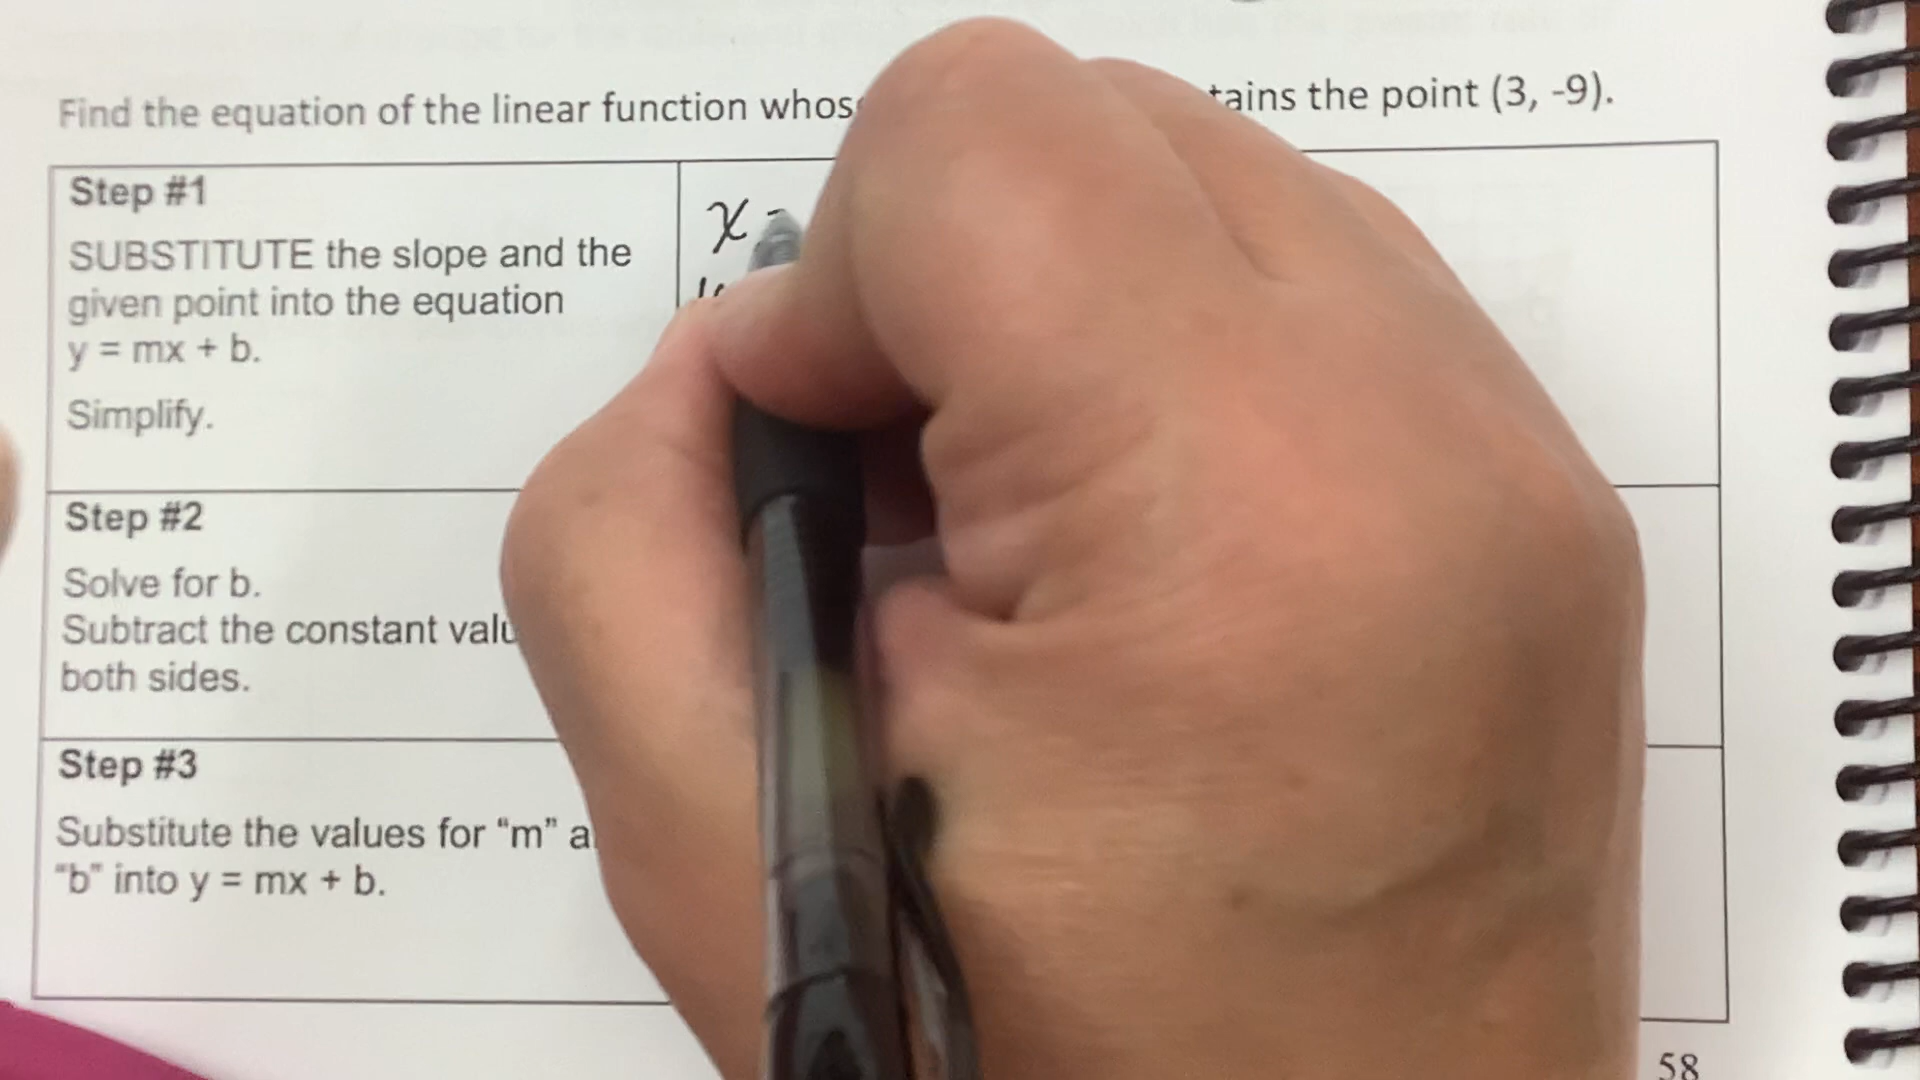 Find the equation of the linear function whose tains the point (3, -9).
Step #1
SUBSTITUTE the slope and the
given point into the equation
y = mx + b.
Simplify.
x
Step #2
Solve for b.
Subtract the constant valu
both sides.
Step #3
Substitute the values for “m” a
“b” into y = mx + b.
58